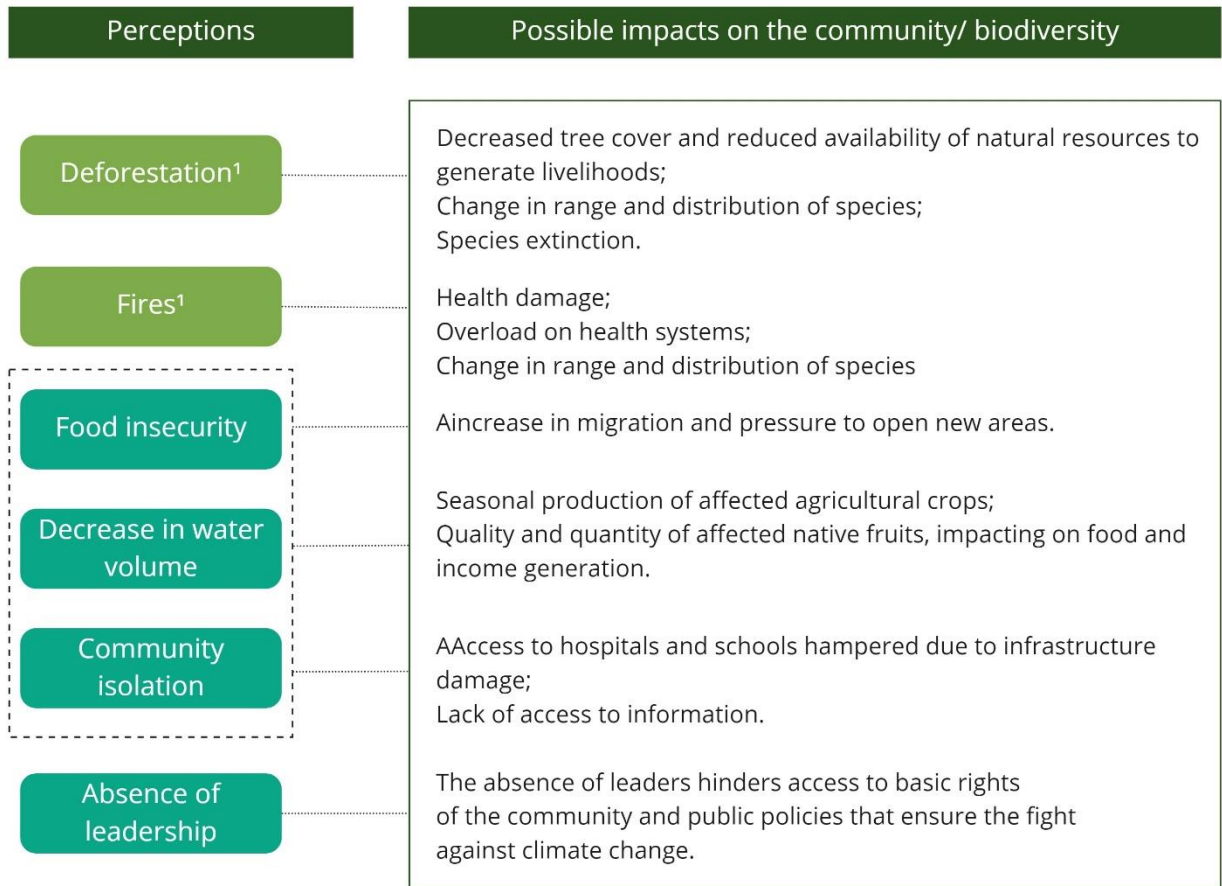 Perceptions
Possible impacts on the community/ biodiversity
Deforestation¹
Decreased tree cover and reduced availability of natural resources to
generate livelihoods;
Change in range and distribution of species;
Species extinction.
Fires¹
Health damage;
Overload on health systems;
Change in range and distribution of species
Food insecurity
Aincrease in migration and pressure to open new areas.
Decrease in water
volume
Seasonal production of affected agricultural crops;
Quality and quantity of affected native fruits, impacting on food and
income generation.
Community
isolation
AAccess to hospitals and schools hampered due to infrastructure
damage;
Lack of access to information.
Absence of
leadership
The absence of leaders hinders access to basic rights
of the community and public policies that ensure the fight
against climate change.